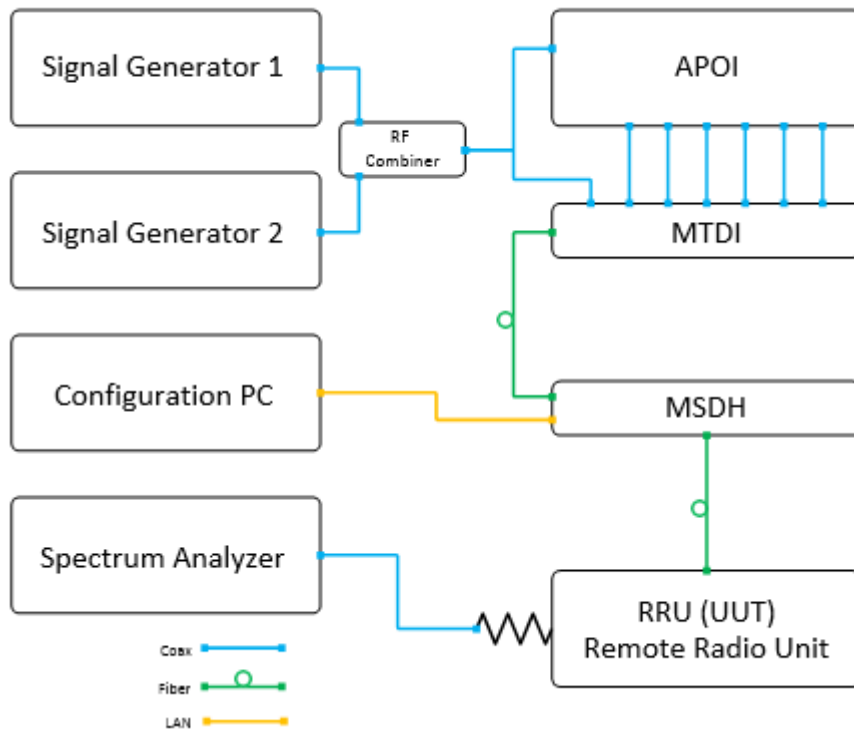 Signal Generator 1
APOI
RF
Combiner
Signal Generator 2
MTDI
Configuration PC
MSDH
Spectrum Analyzer
RRU (UUT)
Remote Radio Unit
Coax
Fiber
LAN